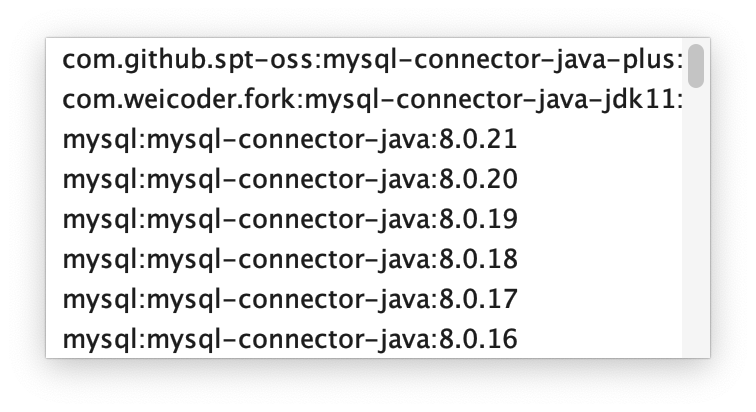 com.github.spt-oss:mysql-connector-java-plus:
com.weicoder.fork:mysql-connector-java-jdk11:
mysql:mysql-connector-java:8.0.21
mysql:mysql-connector-java:8.0.20
mysql:mysql-connector-java:8.0.19
mysql:mysql-connector-java:8.0.18
mysql:mysql-connector-java:8.0.17
mysql:mysql-connector-java:8.0.16